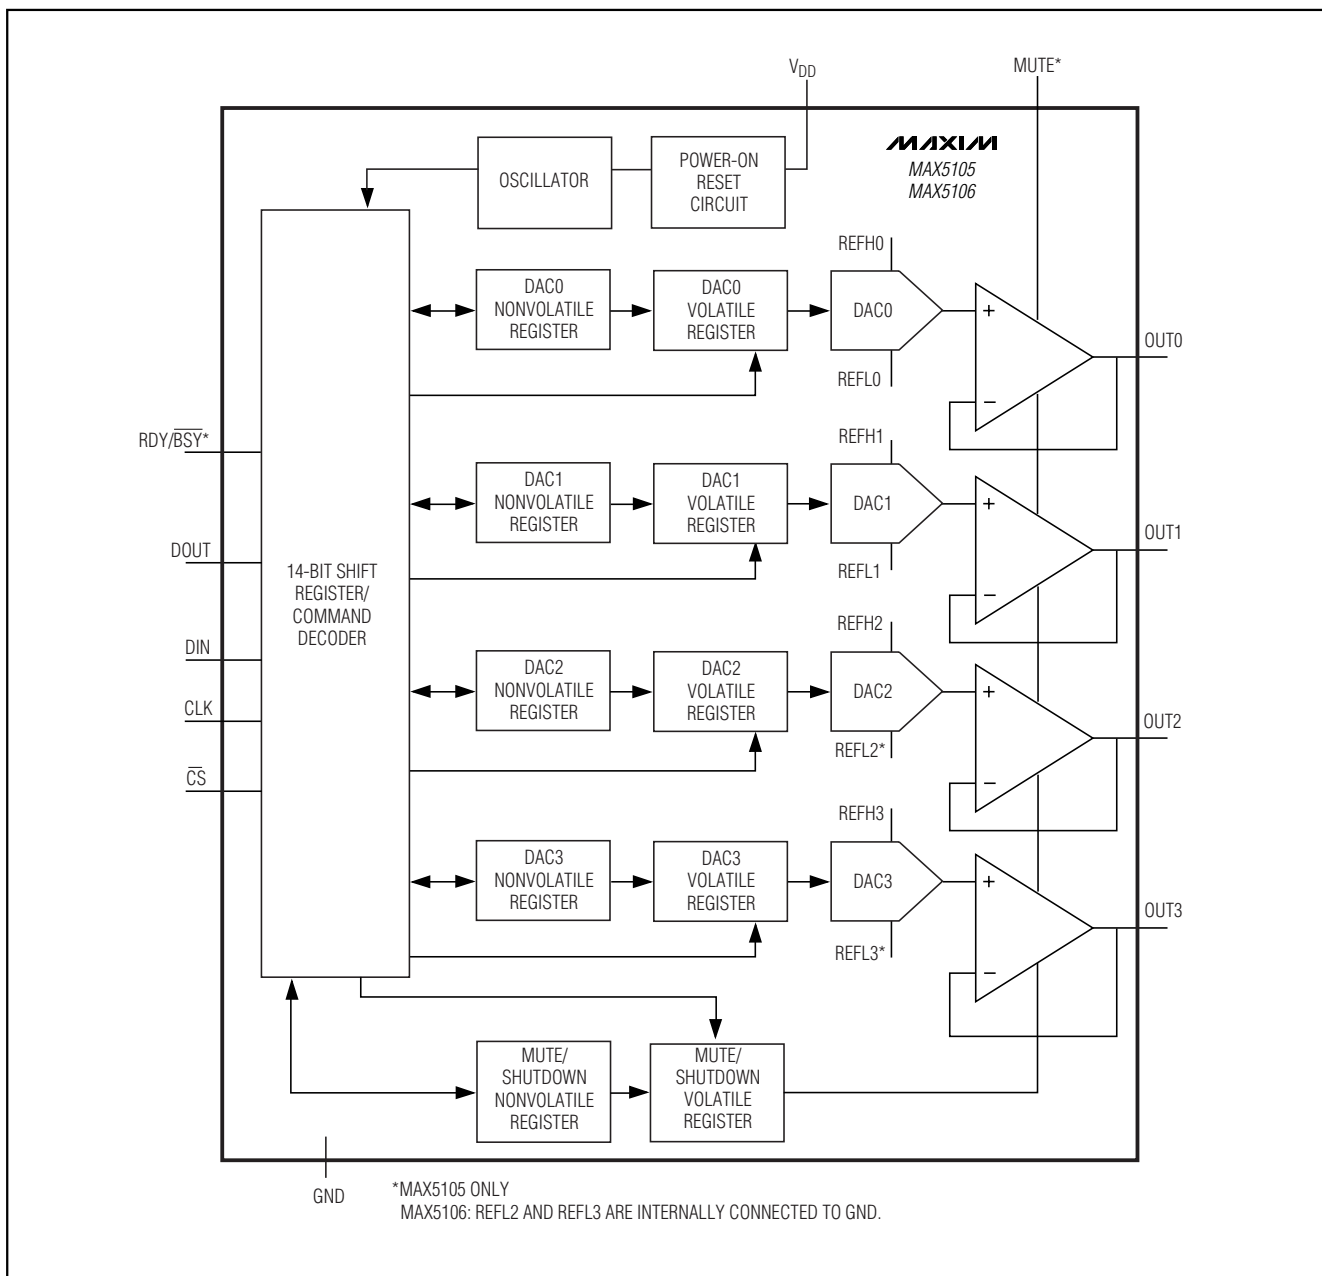 V_DD
MUTE*
MAXIM
MAX5105
MAX5106
OSCILLATOR
POWER-ON
RESET
CIRCUIT
REFH0
DAC0
NONVOLATILE
REGISTER
DAC0
VOLATILE
REGISTER
DAC0
+
−
OUT0
REFL0
RDY/B̅S̅Y̅*
REFH1
DAC1
NONVOLATILE
REGISTER
DAC1
VOLATILE
REGISTER
DAC1
+
−
OUT1
REFL1
DOUT
14-BIT SHIFT
REGISTER/
COMMAND
DECODER
DIN
CLK
C̅S̅
REFH2
DAC2
NONVOLATILE
REGISTER
DAC2
VOLATILE
REGISTER
DAC2
+
−
OUT2
REFL2*
REFH3
DAC3
NONVOLATILE
REGISTER
DAC3
VOLATILE
REGISTER
DAC3
+
−
OUT3
REFL3*
MUTE/
SHUTDOWN
NONVOLATILE
REGISTER
MUTE/
SHUTDOWN
VOLATILE
REGISTER
GND
*MAX5105 ONLY
MAX5106: REFL2 AND REFL3 ARE INTERNALLY CONNECTED TO GND.